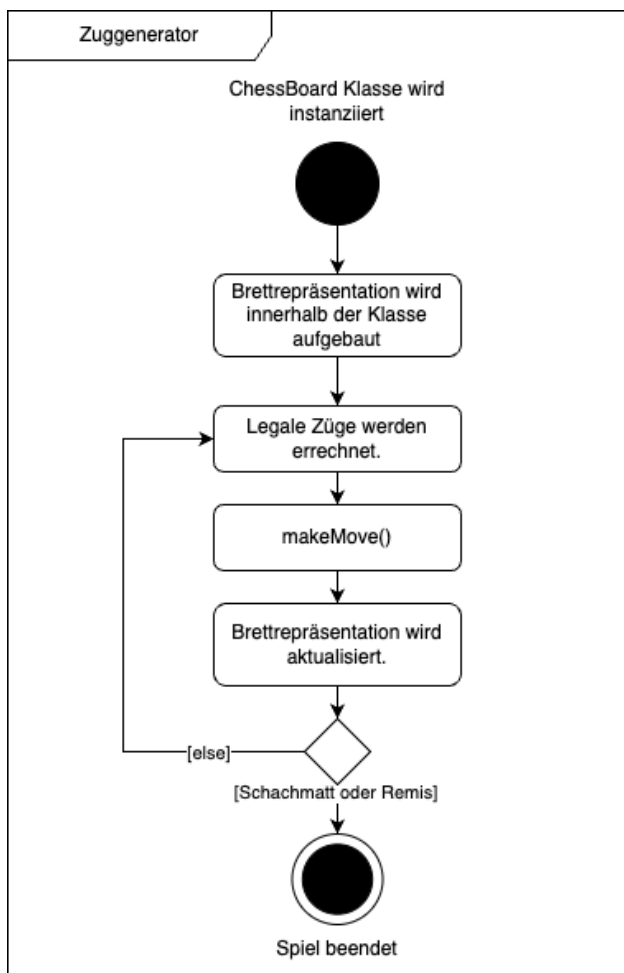 Zuggenerator
ChessBoard Klasse wird
instanziiert
Brettrepräsentation wird
innerhalb der Klasse
aufgebaut
Legale Züge werden
errechnet.
makeMove()
Brettrepräsentation wird
aktualisiert.
[else]
[Schachmatt oder Remis]
Spiel beendet